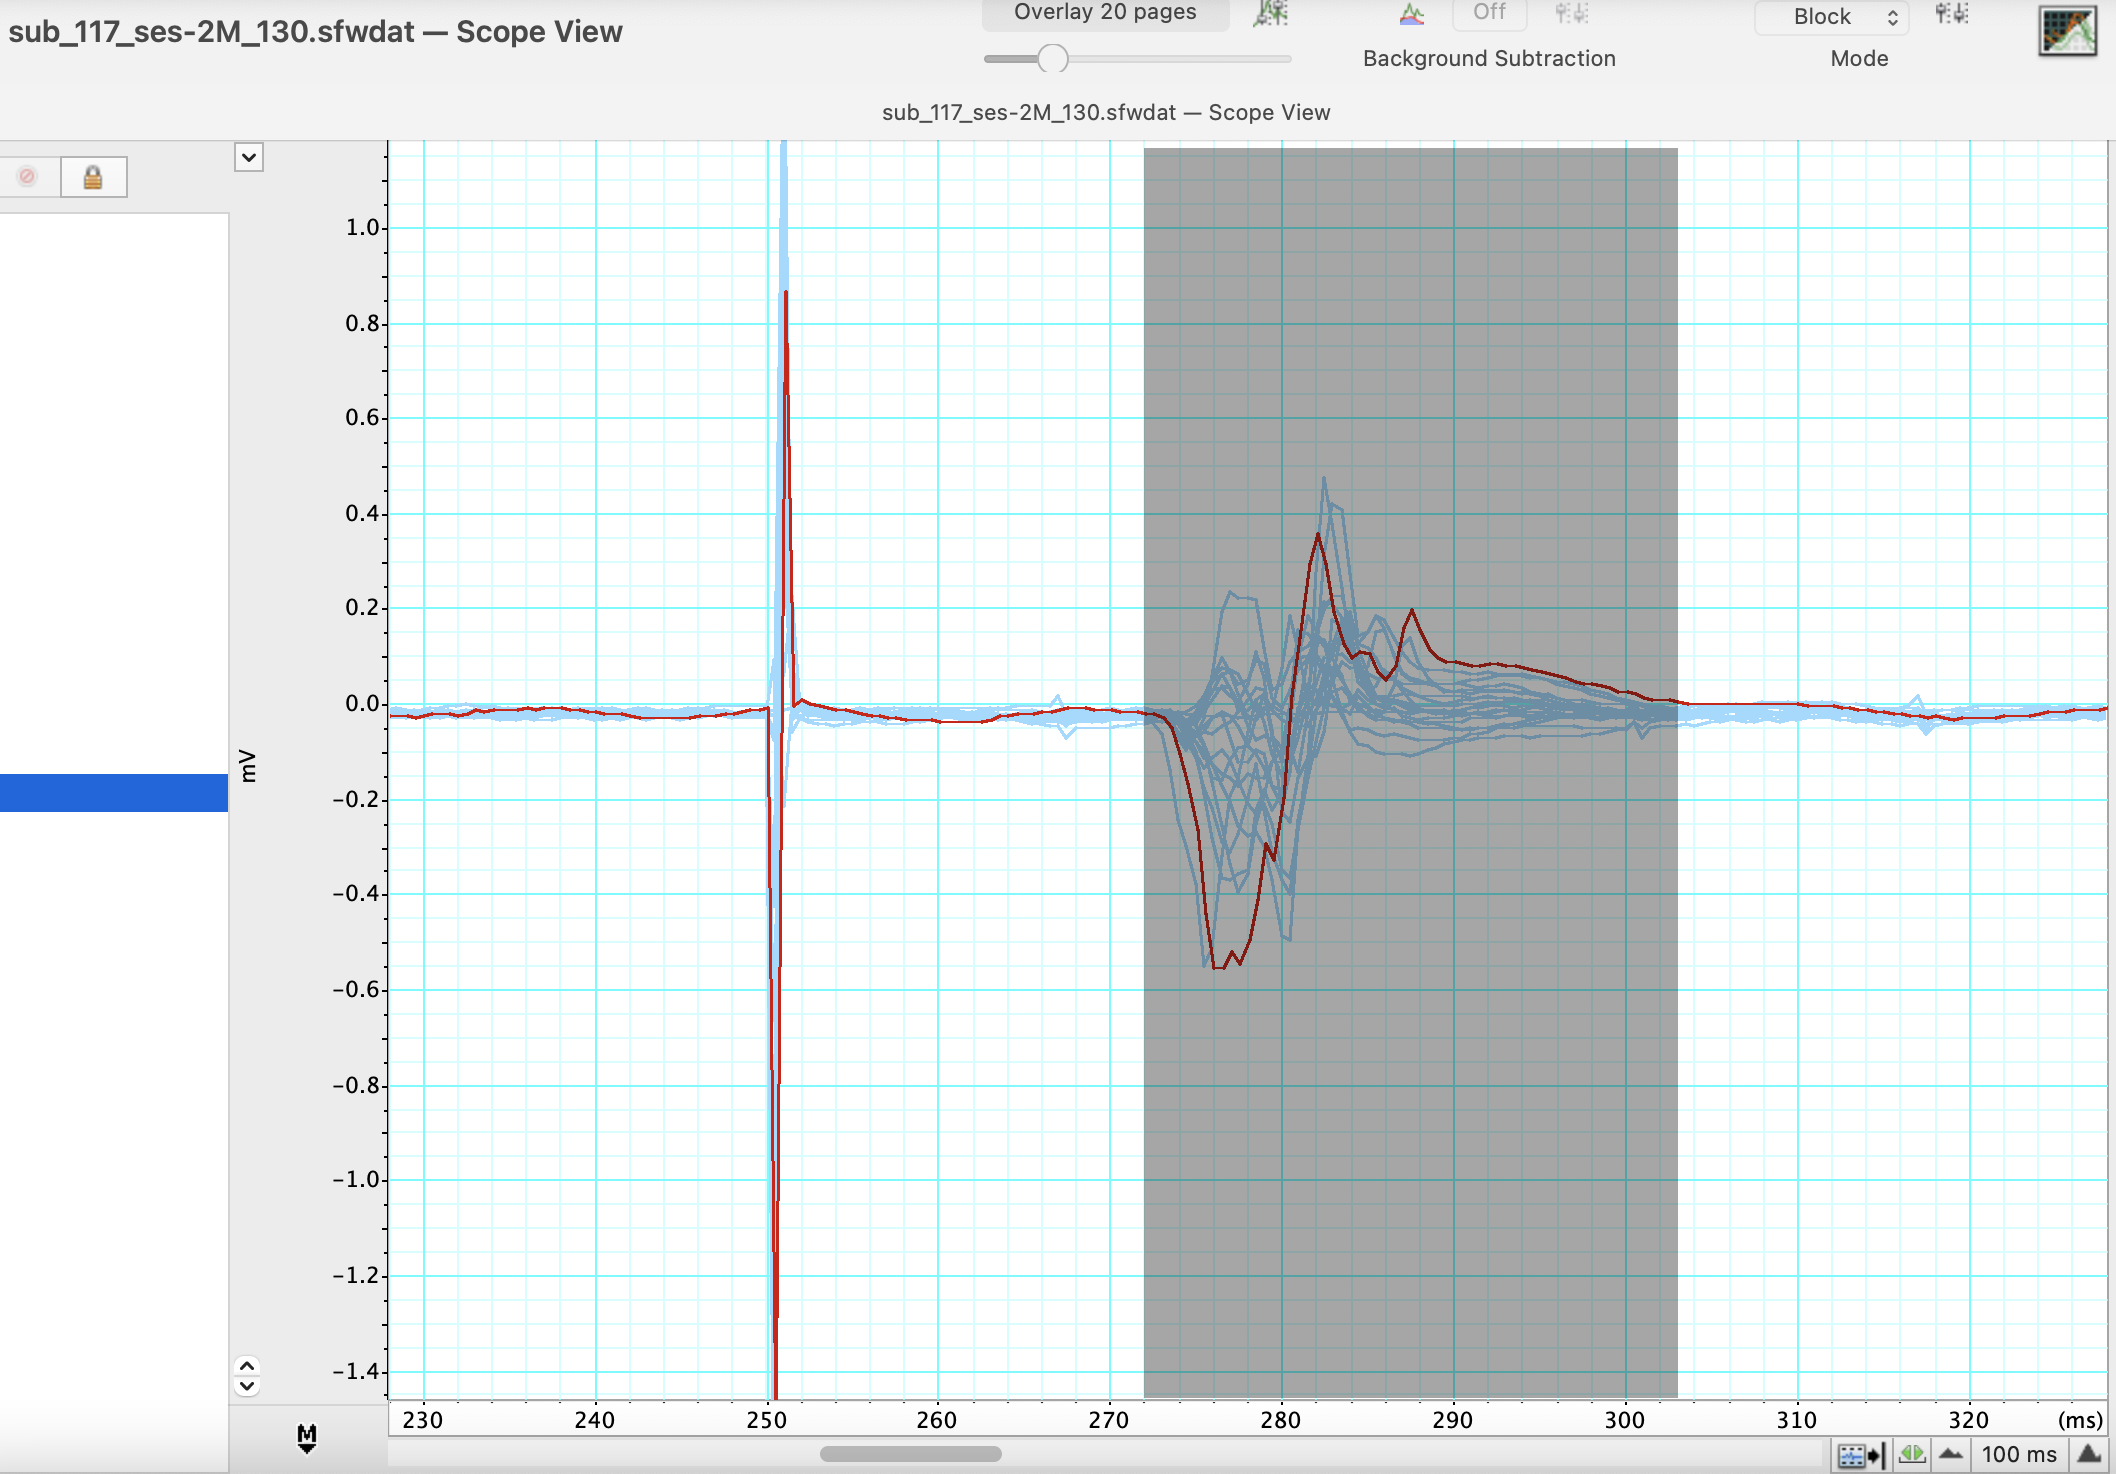 sub_117_ses-2M_130.sfwdat — Scope View
Overlay 20 pages
Off
Background Subtraction
Block
Mode
sub_117_ses-2M_130.sfwdat — Scope View
1.0
0.8
0.6
0.4
0.2
0.0
mV
−0.2
−0.4
−0.6
−0.8
−1.0
−1.2
−1.4
230 240 250 260 270 280 290 300 310 320 (ms)
M
100 ms